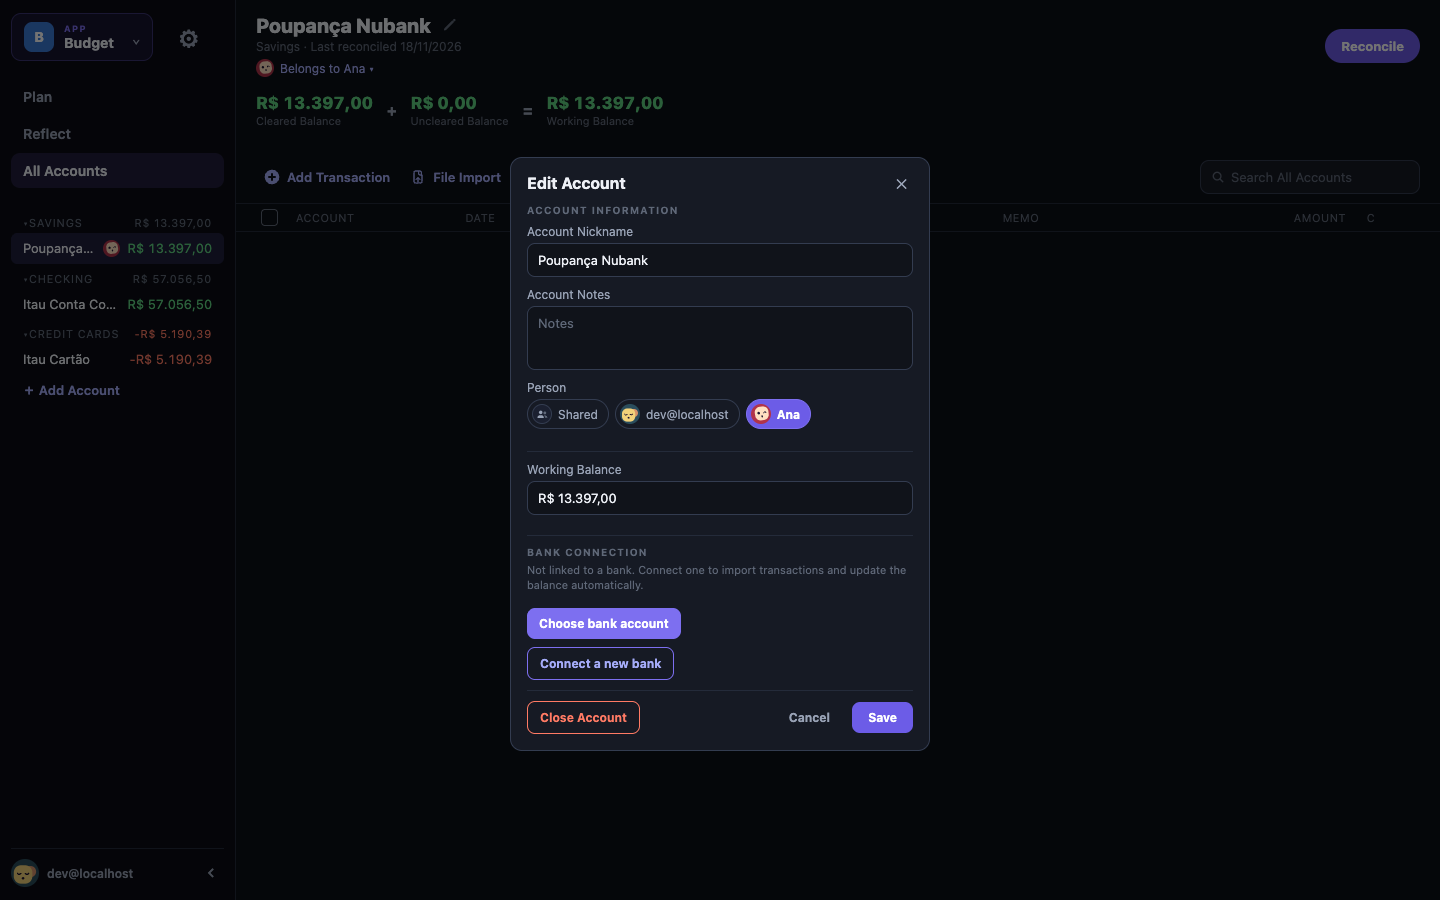 B
APP
Budget
Plan
Reflect
All Accounts
SAVINGS R$ 13.397,00
Poupança... R$ 13.397,00
CHECKING R$ 57.056,50
Itau Conta Co... R$ 57.056,50
CREDIT CARDS -R$ 5.190,39
Itau Cartão -R$ 5.190,39
+ Add Account
dev@localhost
Poupança Nubank
Savings · Last reconciled 18/11/2026
Belongs to Ana
Reconcile
R$ 13.397,00 + R$ 0,00 = R$ 13.397,00
Cleared Balance Uncleared Balance Working Balance
Add Transaction File Import
Search All Accounts
ACCOUNT DATE MEMO AMOUNT C
Edit Account
ACCOUNT INFORMATION
Account Nickname
Poupança Nubank
Account Notes
Notes
Person
Shared dev@localhost Ana
Working Balance
R$ 13.397,00
BANK CONNECTION
Not linked to a bank. Connect one to import transactions and update the
balance automatically.
Choose bank account
Connect a new bank
Close Account Cancel Save